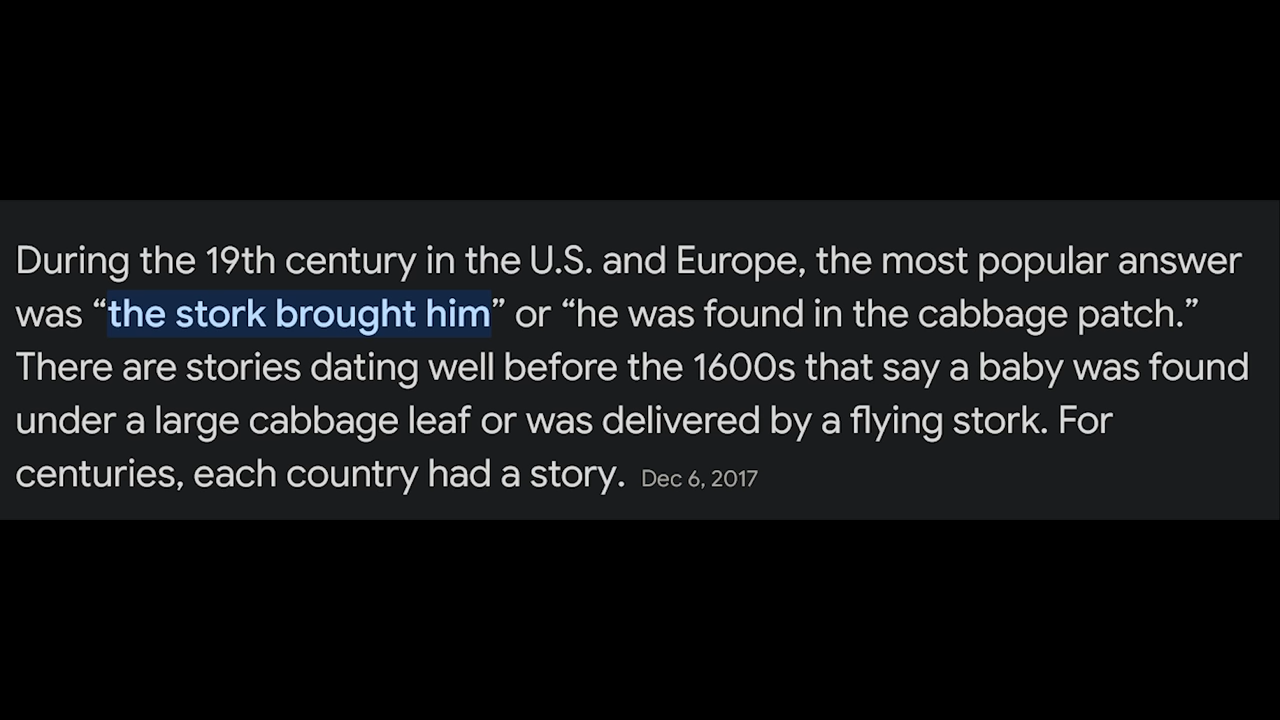 During the 19th century in the U.S. and Europe, the most popular answer
was “the stork brought him” or “he was found in the cabbage patch.”
There are stories dating well before the 1600s that say a baby was found
under a large cabbage leaf or was delivered by a flying stork. For
centuries, each country had a story. Dec 6, 2017